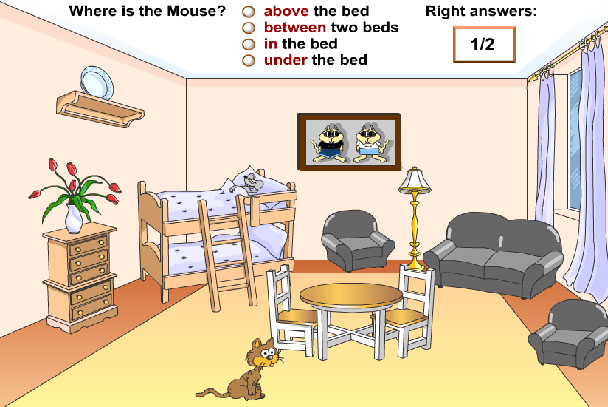 Where is the Mouse?
above the bed
between two beds
in the bed
under the bed
Right answers:
1/2